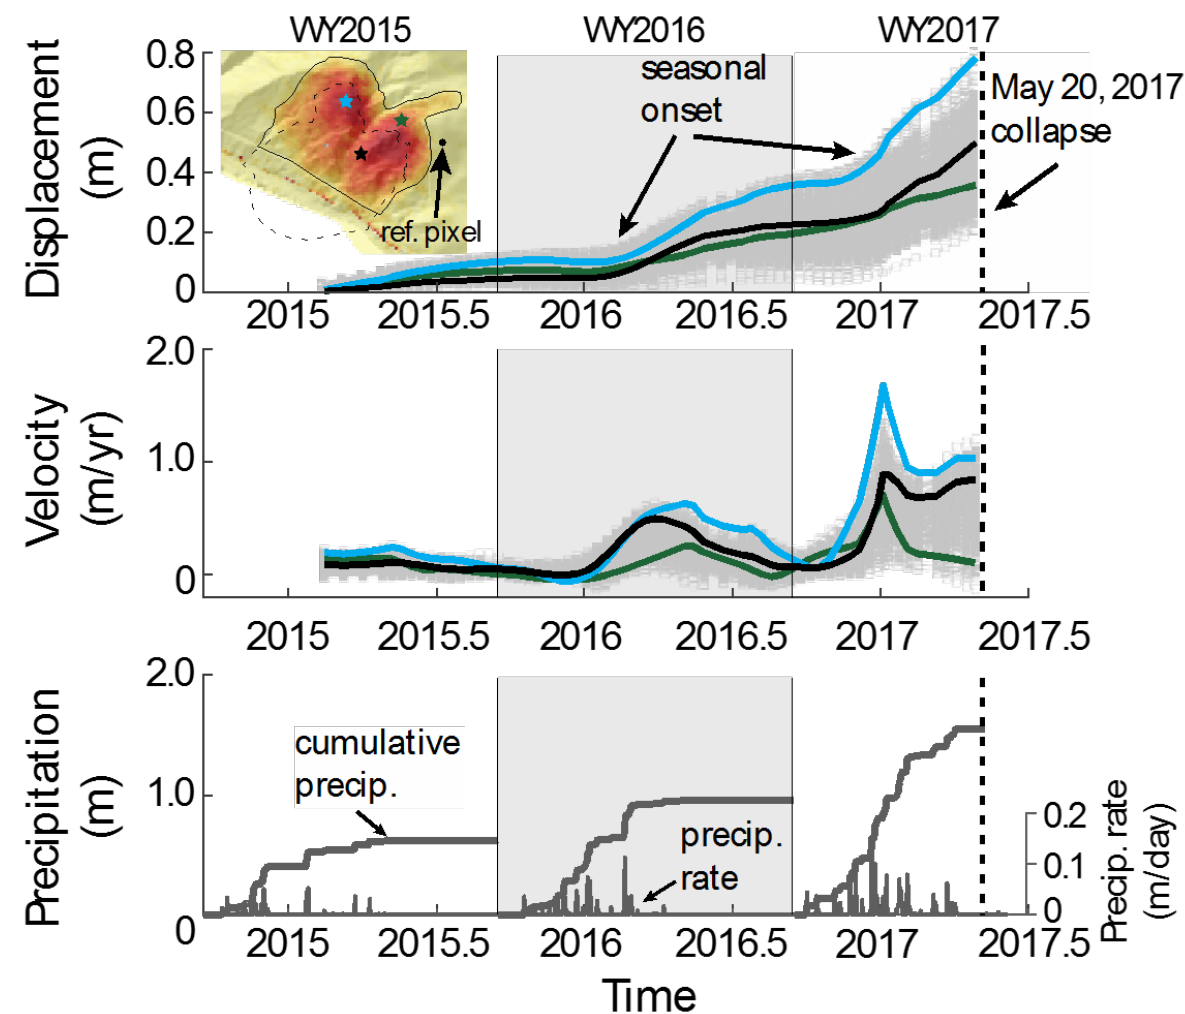 WY2015 WY2016 WY2017
Displacement
(m)
0.8
0.6
0.4
0.2
0
seasonal
onset
May 20, 2017
collapse
ref. pixel
2015 2015.5 2016 2016.5 2017 2017.5
Velocity
(m/yr)
2.0
1.0
0
2015 2015.5 2016 2016.5 2017 2017.5
Precipitation
(m)
2.0
1.0
0
cumulative
precip.
precip.
rate
Precip. rate
(m/day)
0.2
0.1
0
2015 2015.5 2016 2016.5 2017 2017.5
Time